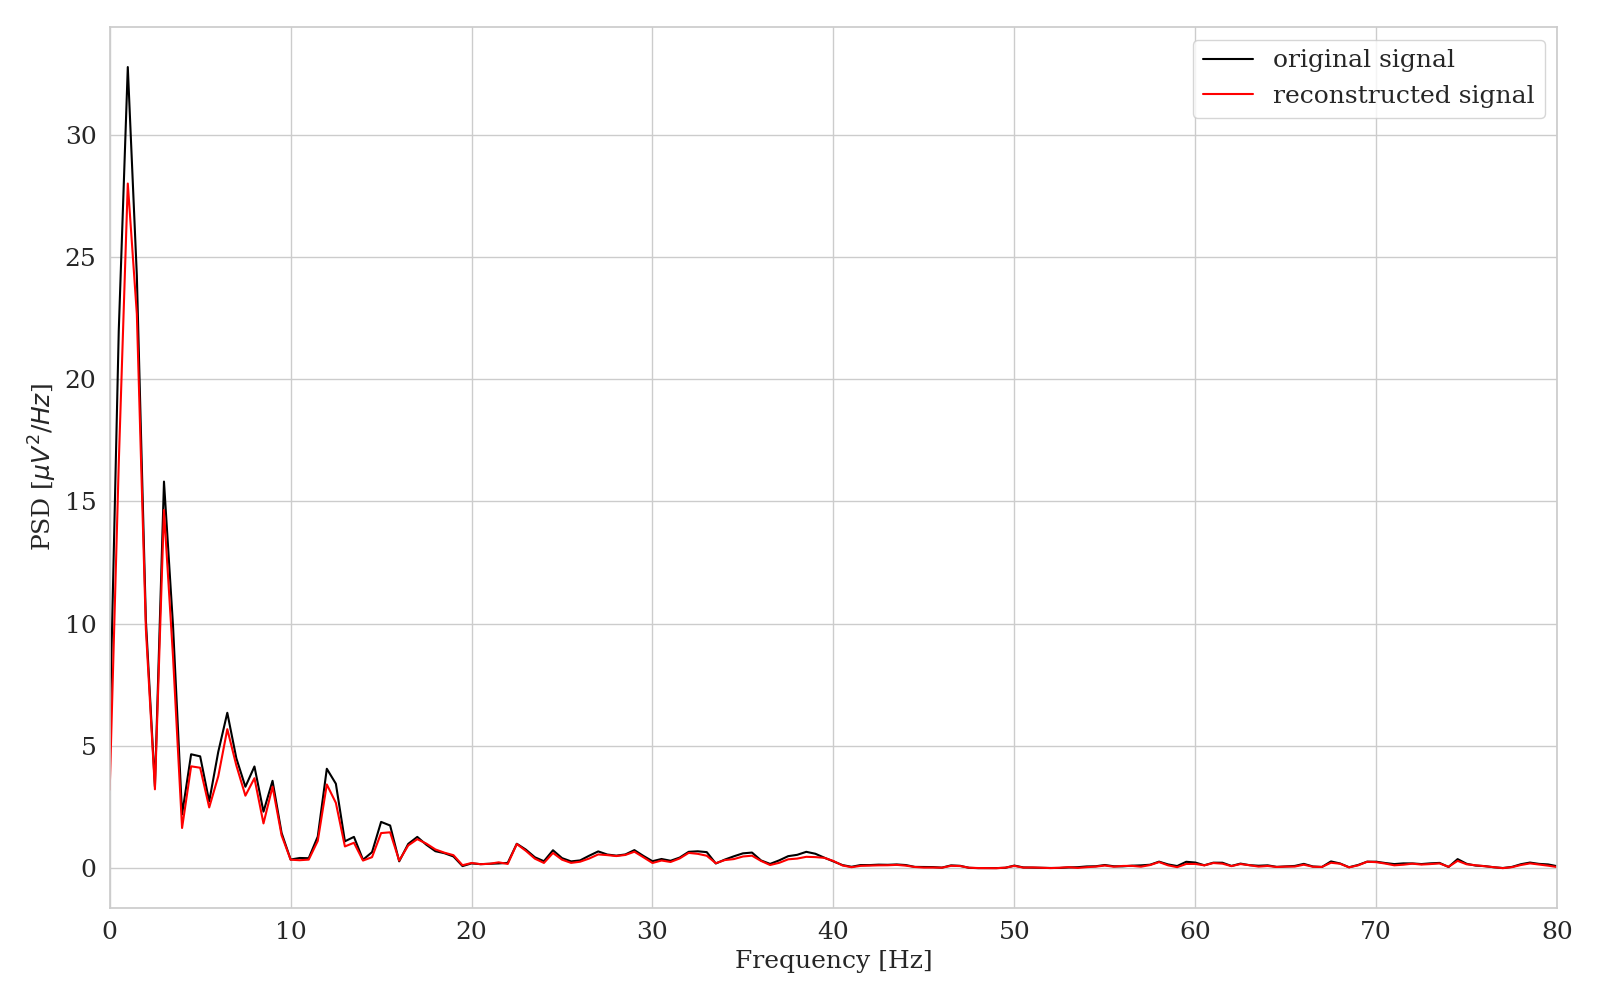 original signal
reconstructed signal
PSD [μV²/Hz]
30
25
20
15
10
5
0
0 10 20 30 40 50 60 70 80
Frequency [Hz]